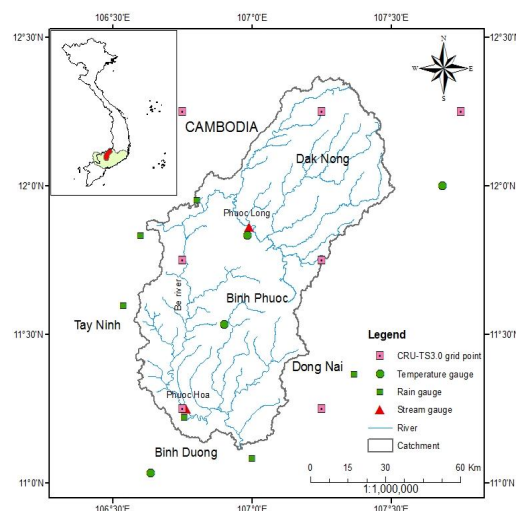 106°30'E
107°0'E
107°30'E
12°30'N
12°30'N
N
W
E
S
CAMBODIA
Dak Nong
12°0'N
12°0'N
Phuoc Long
Be river
Binh Phuoc
11°30'N
11°30'N
Tay Ninh
Dong Nai
Phuoc Hoa
Binh Duong
Legend
CRU-TS3.0 grid point
Temperature gauge
Rain gauge
Stream gauge
River
Catchment
0 15 30 60 Km
1:1,000,000
11°0'N
11°0'N
106°30'E
107°0'E
107°30'E